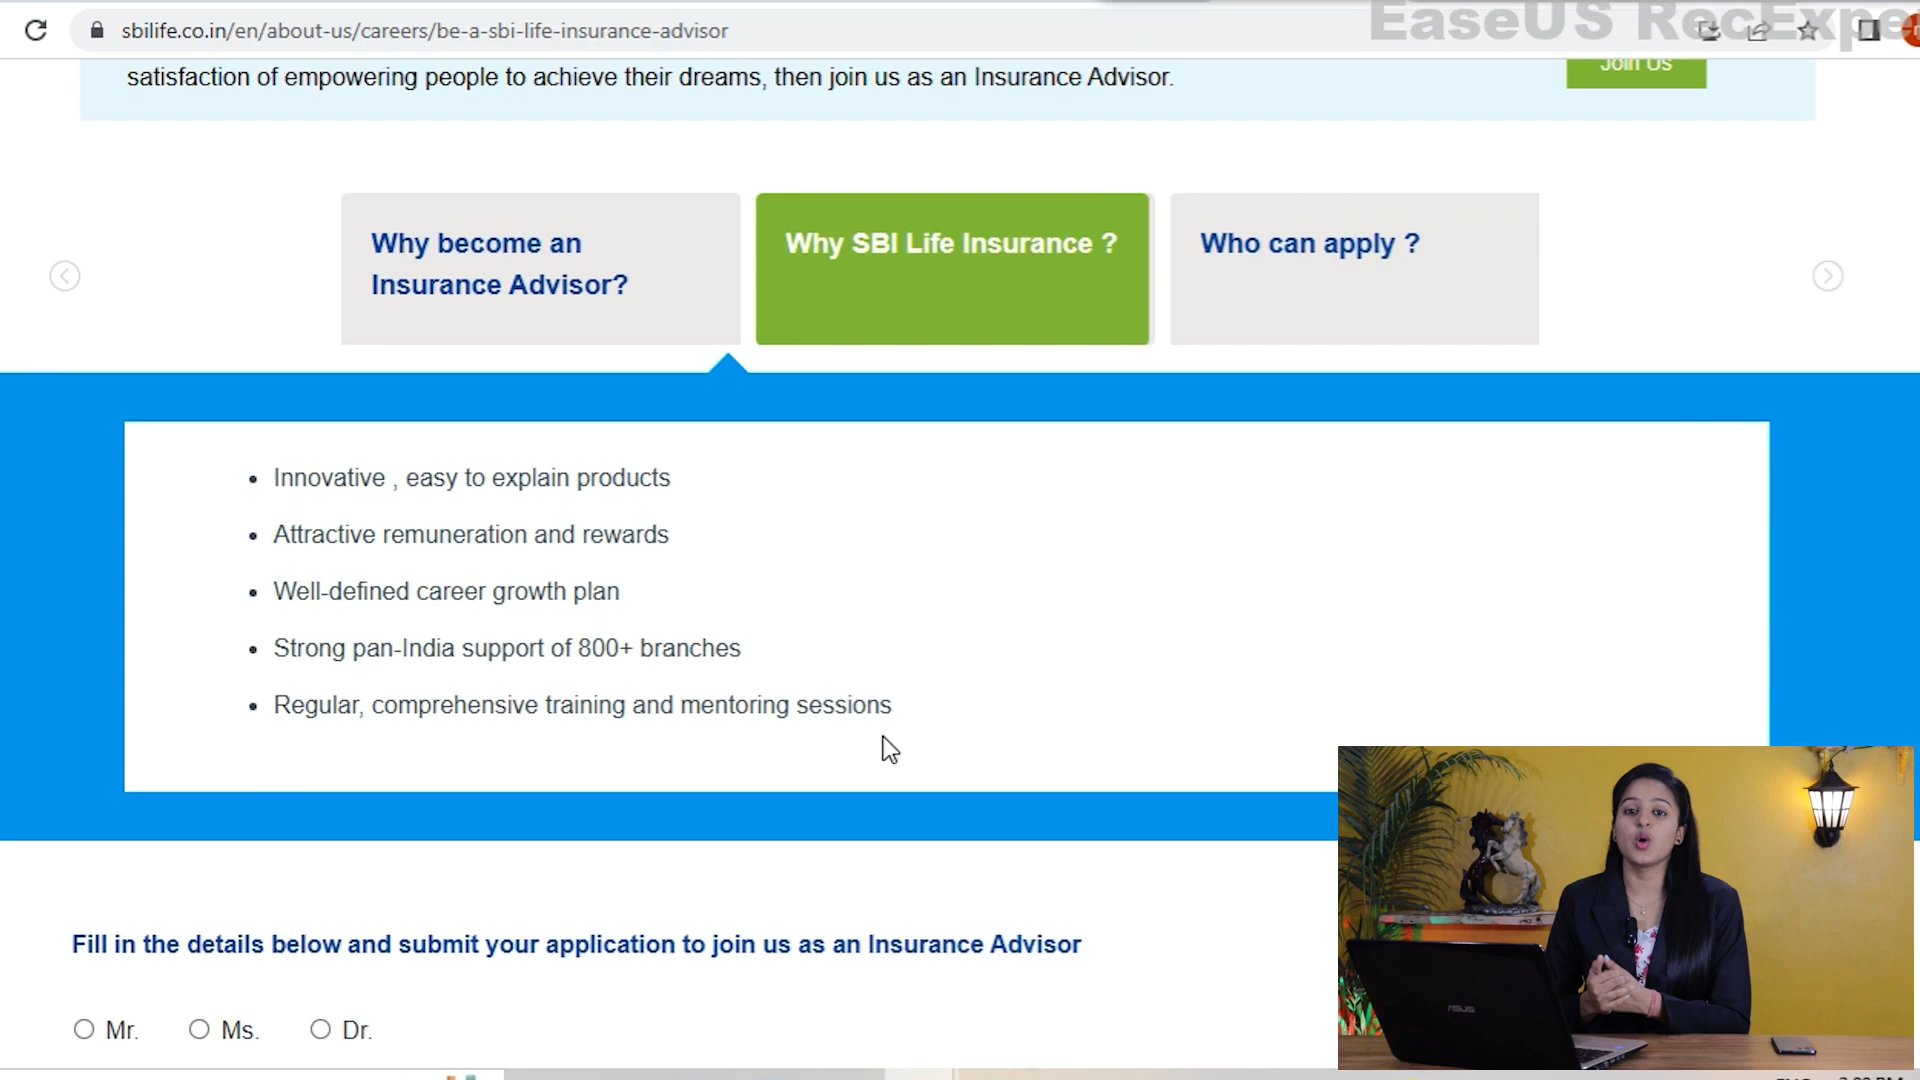 EaseUS RecExpe
sbilife.co.in/en/about-us/careers/be-a-sbi-life-insurance-advisor
satisfaction of empowering people to achieve their dreams, then join us as an Insurance Advisor.
Join Us
Why become an
Insurance Advisor?
Why SBI Life Insurance ?
Who can apply ?
Innovative , easy to explain products
Attractive remuneration and rewards
Well-defined career growth plan
Strong pan-India support of 800+ branches
Regular, comprehensive training and mentoring sessions
Fill in the details below and submit your application to join us as an Insurance Advisor
Mr. Ms. Dr.
ASUS